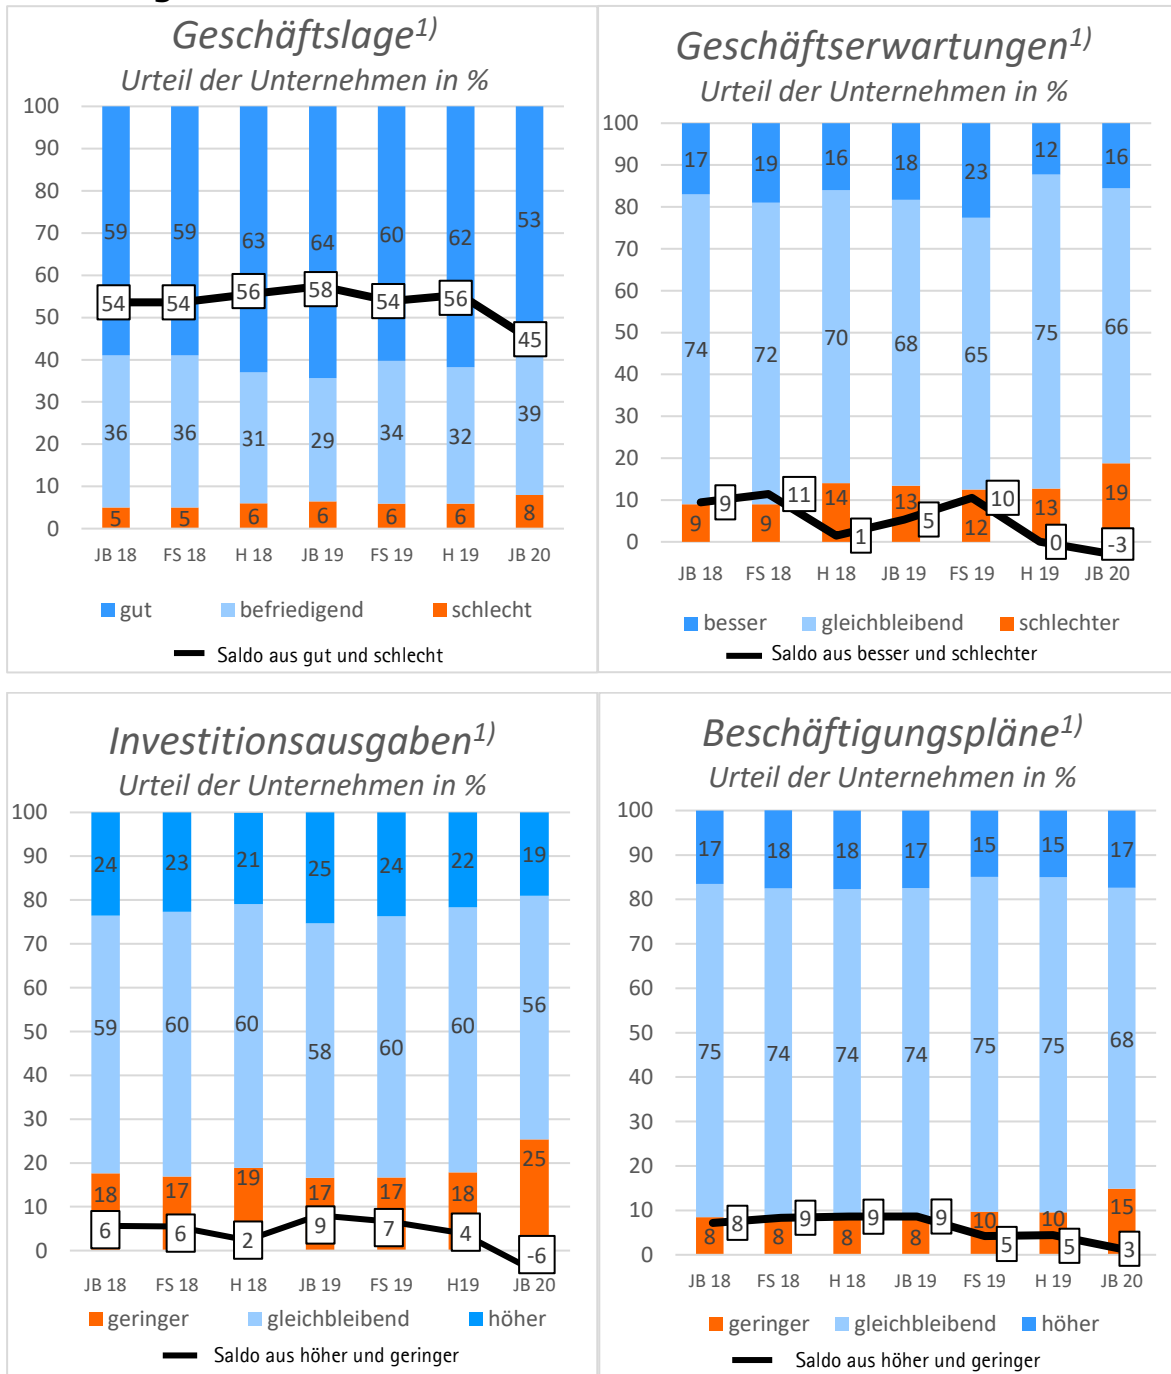 Geschäftslage1)
Urteil der Unternehmen in %
100
90
80
70
60
50
40
30
20
10
0
59 59 63 64 60 62 53
54 54 56 58 54 56 45
36 36 31 29 34 32 39
5 5 6 6 6 6 8
JB 18 FS 18 H 18 JB 19 FS 19 H 19 JB 20
gut befriedigend schlecht
Saldo aus gut und schlecht
Geschäftserwartungen1)
Urteil der Unternehmen in %
100
90
80
70
60
50
40
30
20
10
0
17 19 16 18 23 12 16
74 72 70 68 65 75 66
9 9 14 13 12 13 19
9 11 1 5 10 0 -3
JB 18 FS 18 H 18 JB 19 FS 19 H 19 JB 20
besser gleichbleibend schlechter
Saldo aus besser und schlechter
Investitionsausgaben1)
Urteil der Unternehmen in %
100
90
80
70
60
50
40
30
20
10
0
24 23 21 25 24 22 19
59 60 60 58 60 60 56
18 17 19 17 17 18 25
6 6 2 9 7 4 -6
JB 18 FS 18 H 18 JB 19 FS 19 H19 JB 20
geringer gleichbleibend höher
Saldo aus höher und geringer
Beschäftigungspläne1)
Urteil der Unternehmen in %
100
90
80
70
60
50
40
30
20
10
0
17 18 18 17 15 15 17
75 74 74 74 75 75 68
8 8 8 8 10 10 15
8 9 9 9 5 5 3
JB 18 FS 18 H 18 JB 19 FS 19 H 19 JB 20
geringer gleichbleibend höher
Saldo aus höher und geringer